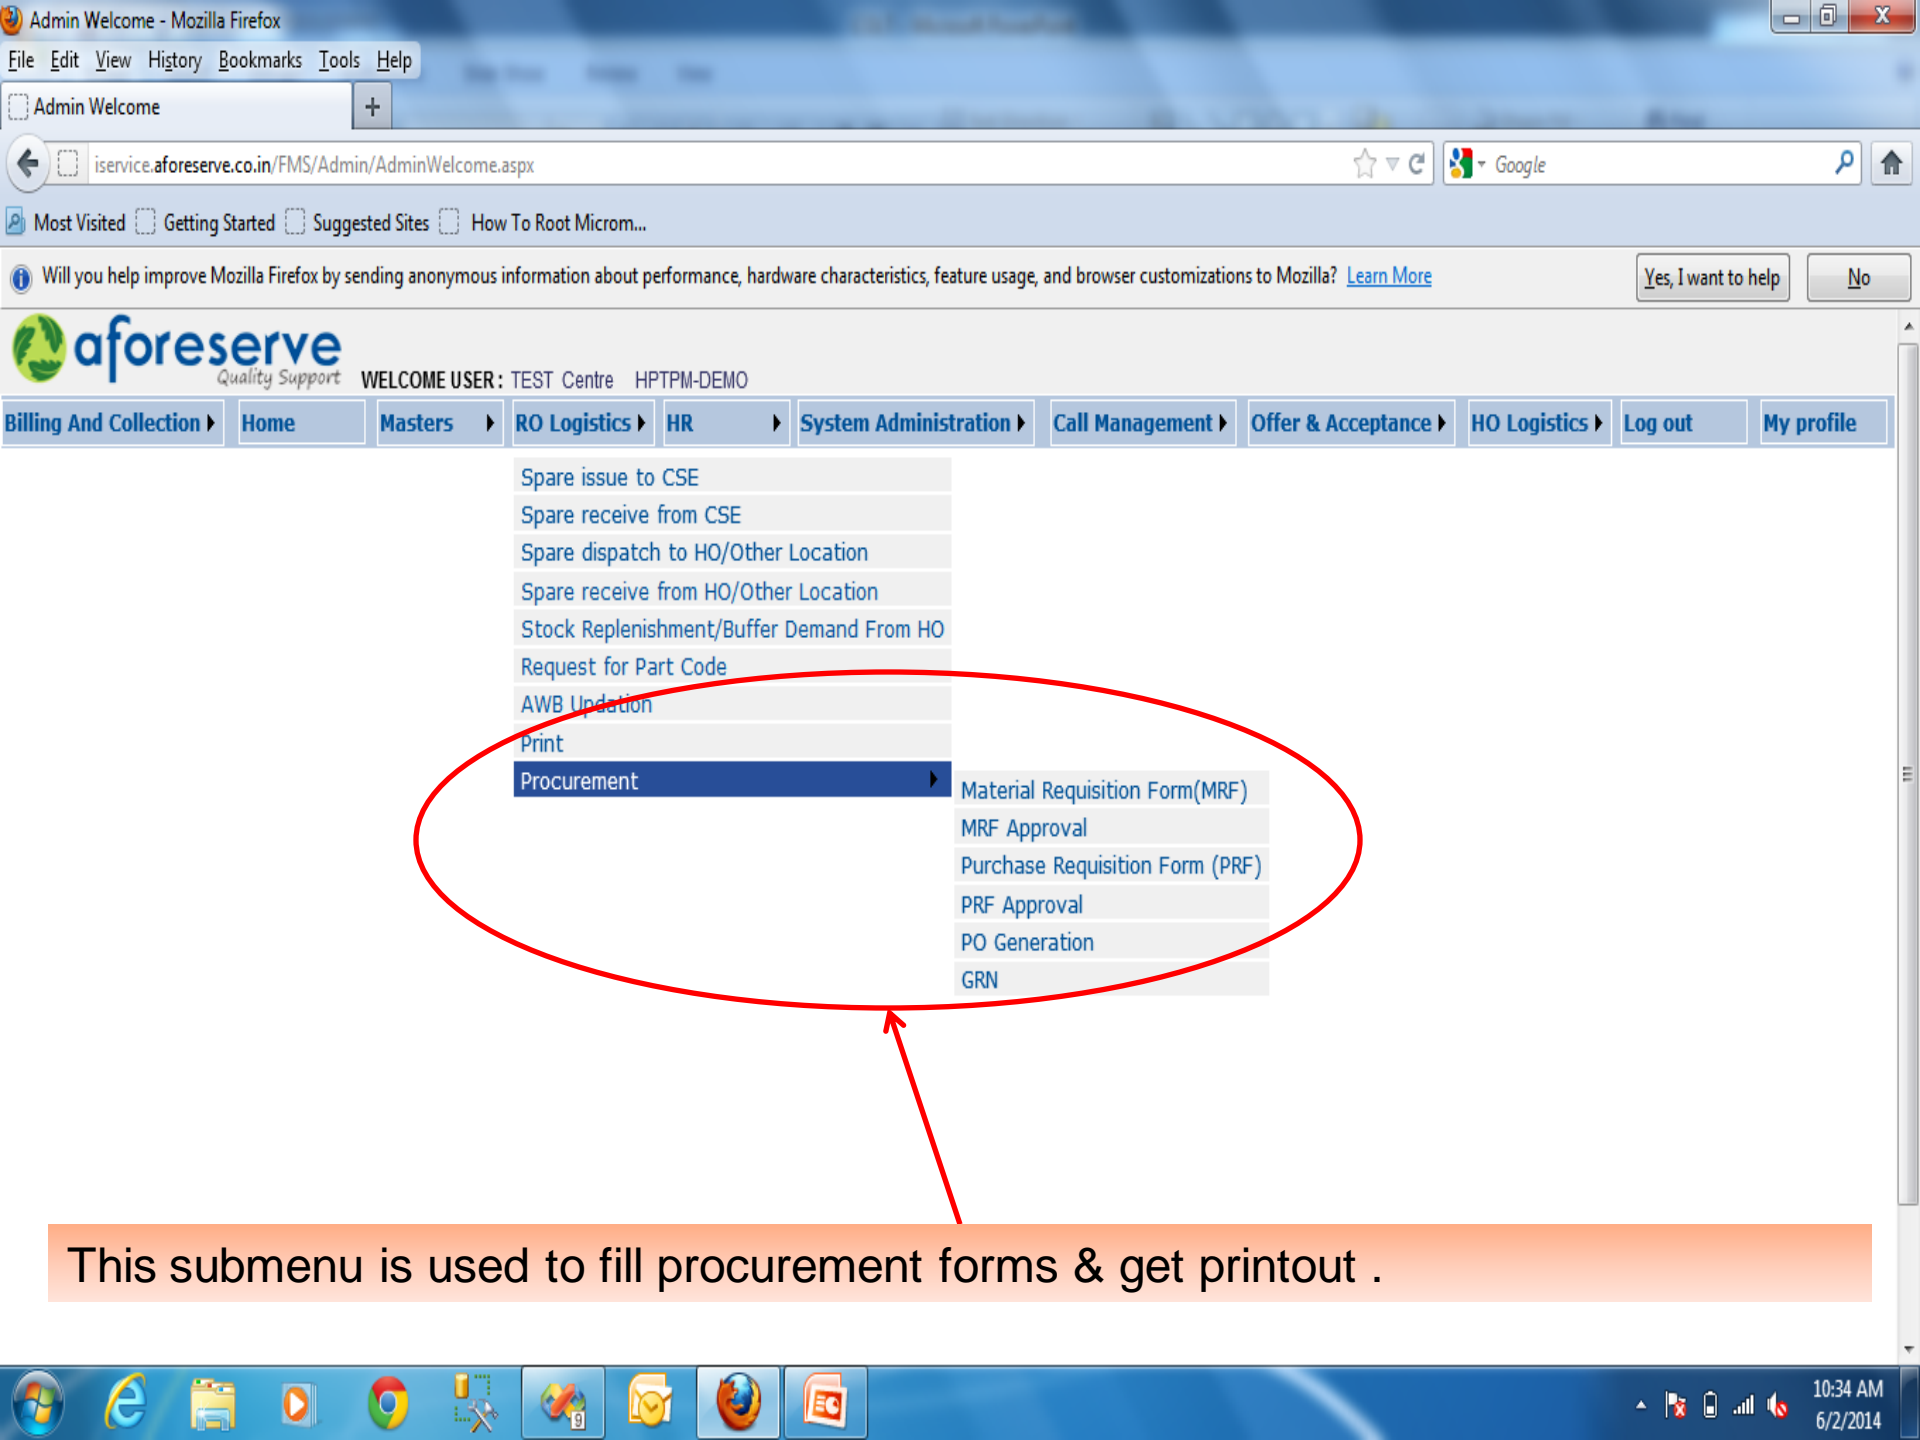 Admin Welcome - Mozilla Firefox
File Edit View History Bookmarks Tools Help
Admin Welcome +
iservice.aforeserve.co.in/FMS/Admin/AdminWelcome.aspx Google
Most Visited Getting Started Suggested Sites How To Root Microm...
Will you help improve Mozilla Firefox by sending anonymous information about performance, hardware characteristics, feature usage, and browser customizations to Mozilla? Learn More Yes, I want to help No
aforeserve
Quality Support WELCOME USER : TEST Centre HPTPM-DEMO
Billing And Collection Home Masters RO Logistics HR System Administration Call Management Offer & Acceptance HO Logistics Log out My profile
Spare issue to CSE
Spare receive from CSE
Spare dispatch to HO/Other Location
Spare receive from HO/Other Location
Stock Replenishment/Buffer Demand From HO
Request for Part Code
AWB Updation
Print
Procurement
Material Requisition Form(MRF)
MRF Approval
Purchase Requisition Form (PRF)
PRF Approval
PO Generation
GRN
This submenu is used to fill procurement forms & get printout .
9
10:34 AM
6/2/2014